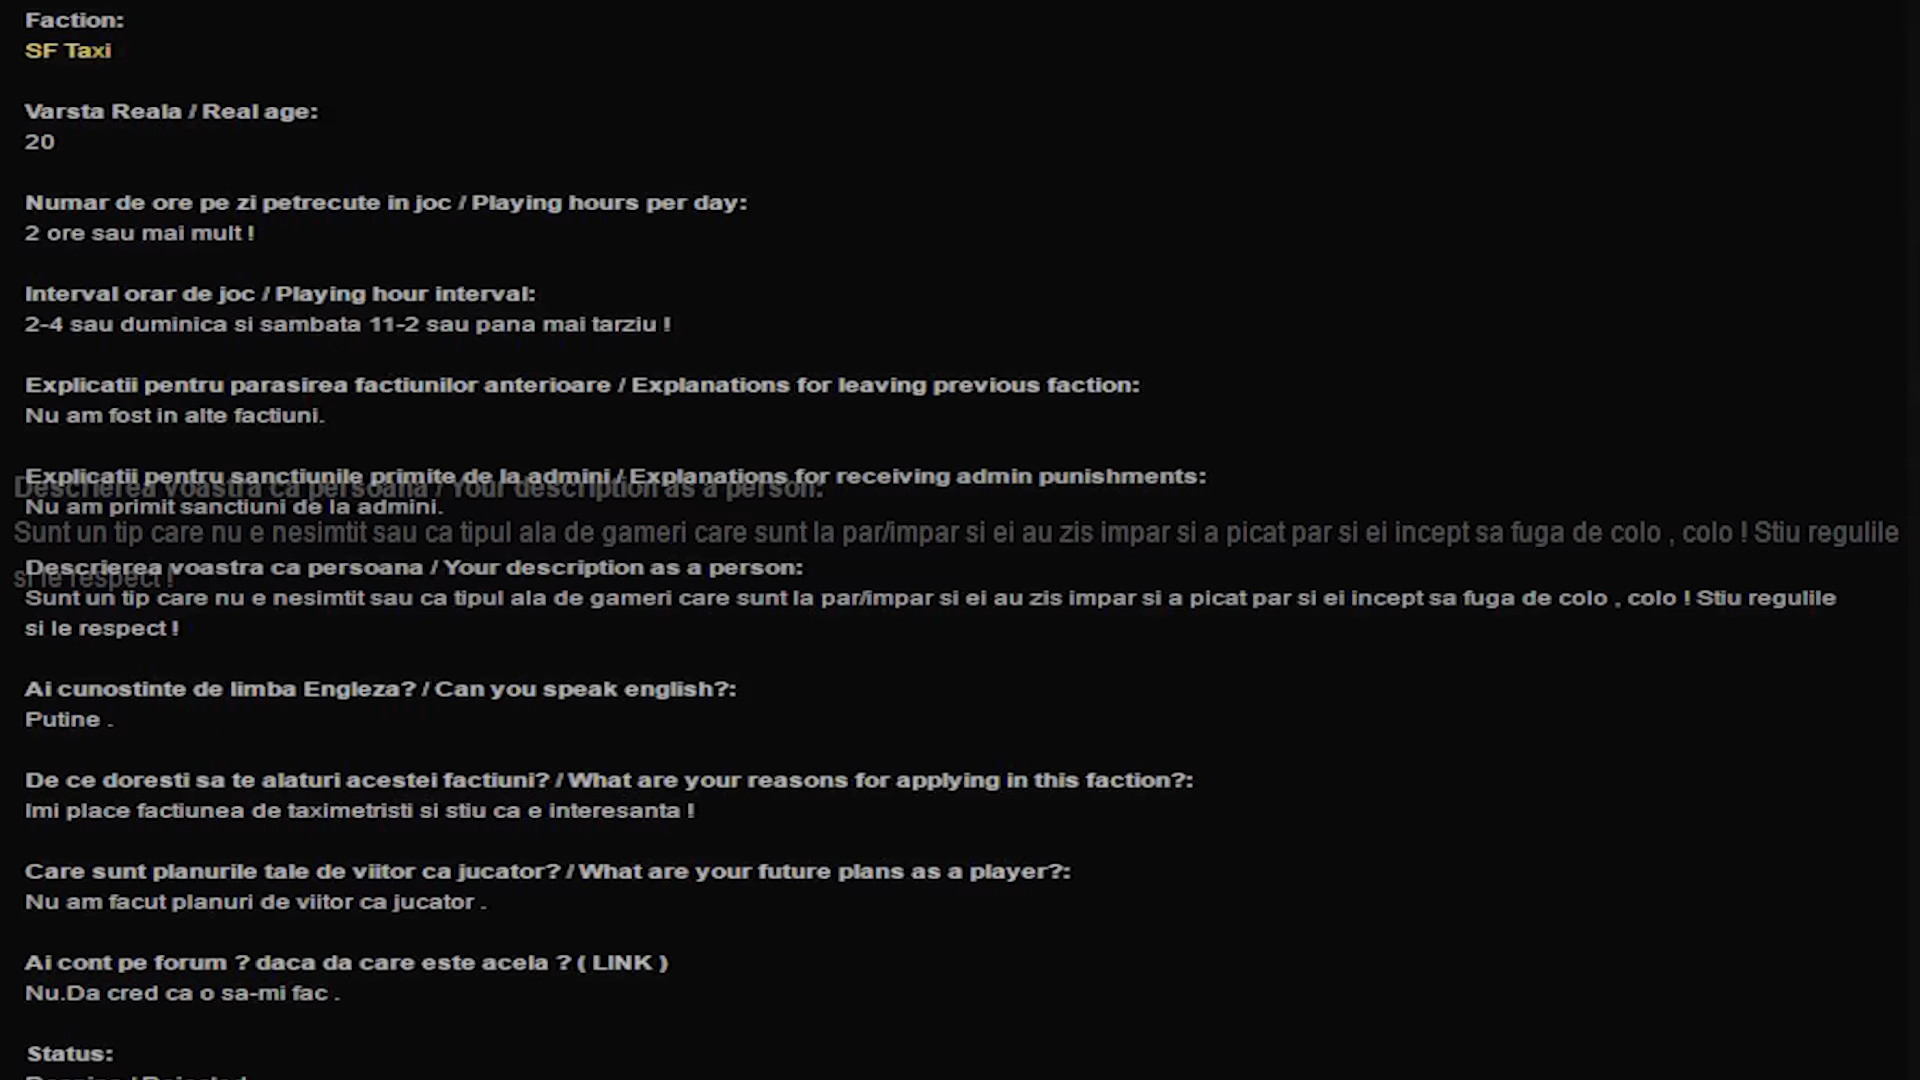 Faction:
SF Taxi
Varsta Reala / Real age:
20
Numar de ore pe zi petrecute in joc / Playing hours per day:
2 ore sau mai mult !
Interval orar de joc / Playing hour interval:
2-4 sau duminica si sambata 11-2 sau pana mai tarziu !
Explicatii pentru parasirea factiunilor anterioare / Explanations for leaving previous faction:
Nu am fost in alte factiuni.
Explicatii pentru sanctiunile primite de la admini / Explanations for receiving admin punishments:
Descrierea voastra ca persoana / Your description as a person:
Nu am primit sanctiuni de la admini.
Sunt un tip care nu e nesimtit sau ca tipul ala de gameri care sunt la par/impar si ei au zis impar si a picat par si ei incept sa fuga de colo , colo ! Stiu regulile
Descrierea voastra ca persoana / Your description as a person:
si le respect !
Sunt un tip care nu e nesimtit sau ca tipul ala de gameri care sunt la par/impar si ei au zis impar si a picat par si ei incept sa fuga de colo , colo ! Stiu regulile
si le respect !
Ai cunostinte de limba Engleza? / Can you speak english?:
Putine .
De ce doresti sa te alaturi acestei factiuni? / What are your reasons for applying in this faction?:
Imi place factiunea de taximetristi si stiu ca e interesanta !
Care sunt planurile tale de viitor ca jucator? / What are your future plans as a player?:
Nu am facut planuri de viitor ca jucator .
Ai cont pe forum ? daca da care este acela ? ( LINK )
Nu.Da cred ca o sa-mi fac .
Status: